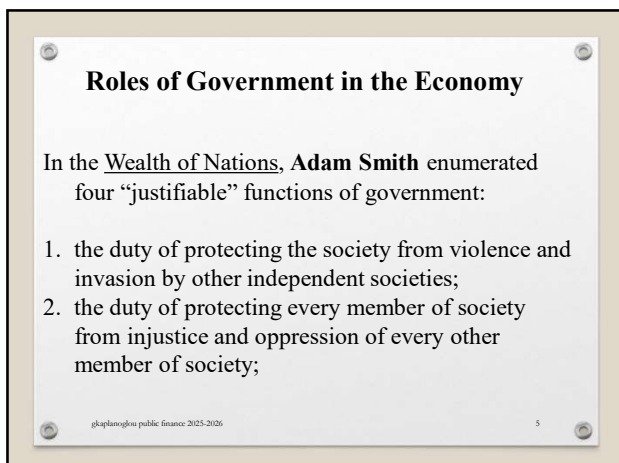 Roles of Government in the Economy
In the Wealth of Nations, Adam Smith enumerated
four “justifiable” functions of government:
1. the duty of protecting the society from violence and
invasion by other independent societies;
2. the duty of protecting every member of society
from injustice and oppression of every other
member of society;
gkaplanoglou public finance 2025-2026
5